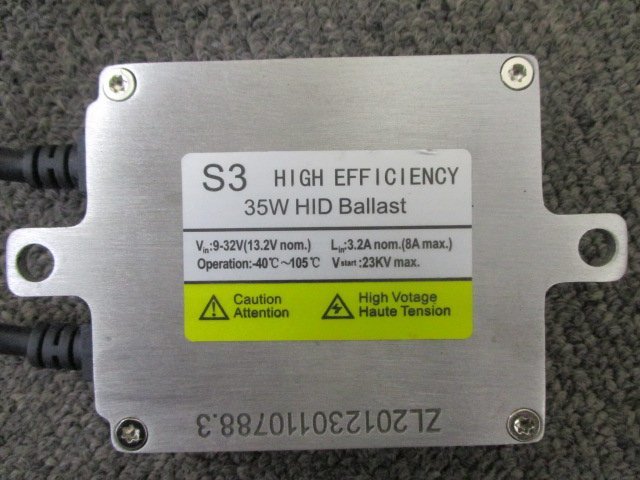 S3 HIGH EFFICIENCY
35W HID Ballast
Vin:9-32V(13.2V nom.) Lin:3.2A nom.(8A max.)
Operation:-40℃~105℃ Vstart:23KV max.
Caution
Attention
High Votage
Haute Tension
ZL201230110788.3